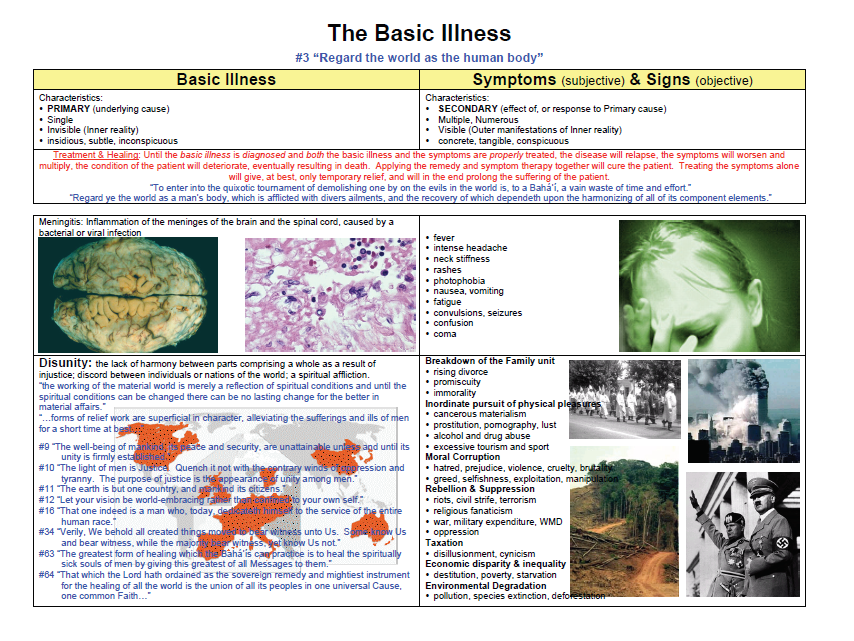 The Basic Illness
#3 “Regard the world as the human body”
Basic Illness
Symptoms (subjective) & Signs (objective)
Characteristics:
• PRIMARY (underlying cause)
• Single
• Invisible (Inner reality)
• insidious, subtle, inconspicuous
Characteristics:
• SECONDARY (effect of, or response to Primary cause)
• Multiple, Numerous
• Visible (Outer manifestations of Inner reality)
• concrete, tangible, conspicuous
Treatment & Healing: Until the basic illness is diagnosed and both the basic illness and the symptoms are properly treated, the disease will relapse, the symptoms will worsen and
multiply, the condition of the patient will deteriorate, eventually resulting in death. Applying the remedy and symptom therapy together will cure the patient. Treating the symptoms alone
will give, at best, only temporary relief, and will in the end prolong the suffering of the patient.
“To enter into the quixotic tournament of demolishing one by on the evils in the world is, to a Bahá’í, a vain waste of time and effort.”
“Regard ye the world as a man’s body, which is afflicted with divers ailments, and the recovery of which dependeth upon the harmonizing of all of its component elements.”
Meningitis: Inflammation of the meninges of the brain and the spinal cord, caused by a
bacterial or viral infection
• fever
• intense headache
• neck stiffness
• rashes
• photophobia
• nausea, vomiting
• fatigue
• convulsions, seizures
• confusion
• coma
Disunity: the lack of harmony between parts comprising a whole as a result of
injustice; discord between individuals or nations of the world; a spiritual affliction.
“the working of the material world is merely a reflection of spiritual conditions and until the
spiritual conditions can be changed there can be no lasting change for the better in
material affairs.”
“…forms of relief work are superficial in character, alleviating the sufferings and ills of men
for a short time at best
#9 “The well-being of mankind, its peace and security, are unattainable unless and until its
unity is firmly established.”
#10 “The light of men is Justice. Quench it not with the contrary winds of oppression and
tyranny. The purpose of justice is the appearance of unity among men.”
#11 “The earth is but one country, and mankind its citizens.”
#12 “Let your vision be world-embracing rather than confined to your own self.”
#16 “That one indeed is a man who, today, dedicateth himself to the service of the entire
human race.”
#34 “Verily, We behold all created things moved to bear witness unto Us. Some know Us
and bear witness, while the majority bear witness, yet know Us not.”
#63 “The greatest form of healing which the Bahá’ís can practice is to heal the spiritually
sick souls of men by giving this greatest of all Messages to them.”
#64 “That which the Lord hath ordained as the sovereign remedy and mightiest instrument
for the healing of all the world is the union of all its peoples in one universal Cause,
one common Faith…”
Breakdown of the Family unit
• rising divorce
• promiscuity
• immorality
Inordinate pursuit of physical pleasures
• cancerous materialism
• prostitution, pornography, lust
• alcohol and drug abuse
• excessive tourism and sport
Moral Corruption
• hatred, prejudice, violence, cruelty, brutality
• greed, selfishness, exploitation, manipulation
Rebellion & Suppression
• riots, civil strife, terrorism
• religious fanaticism
• war, military expenditure, WMD
• oppression
Taxation
• disillusionment, cynicism
Economic disparity & inequality
• destitution, poverty, starvation
Environmental Degradation
• pollution, species extinction, deforestation